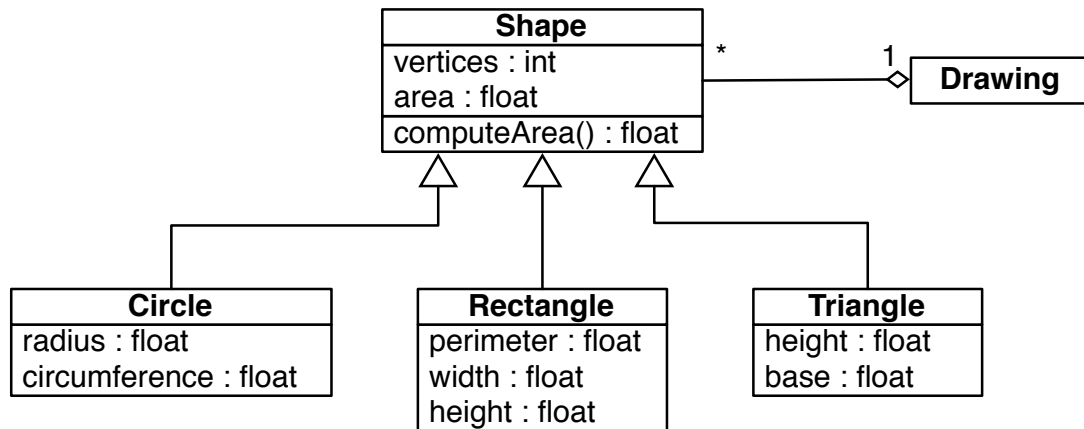 Shape
vertices : int
area : float
computeArea() : float
*
1
Drawing
Circle
radius : float
circumference : float
Rectangle
perimeter : float
width : float
height : float
Triangle
height : float
base : float